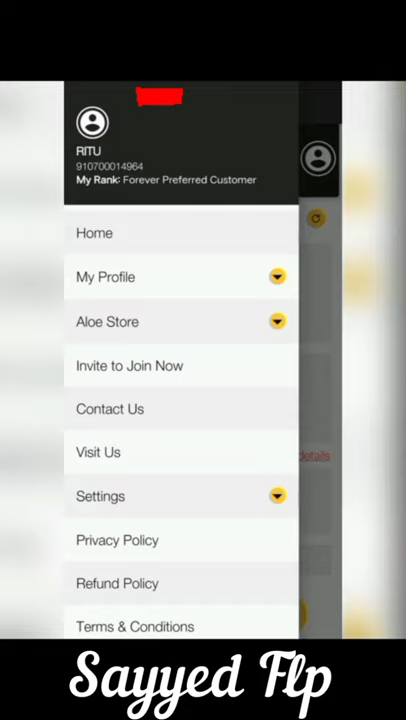 RITU
910700014964
My Rank: Forever Preferred Customer
Home
My Profile
Aloe Store
Invite to Join Now
Contact Us
Visit Us
details
Settings
Privacy Policy
Refund Policy
Terms & Conditions
Sayyed Flp